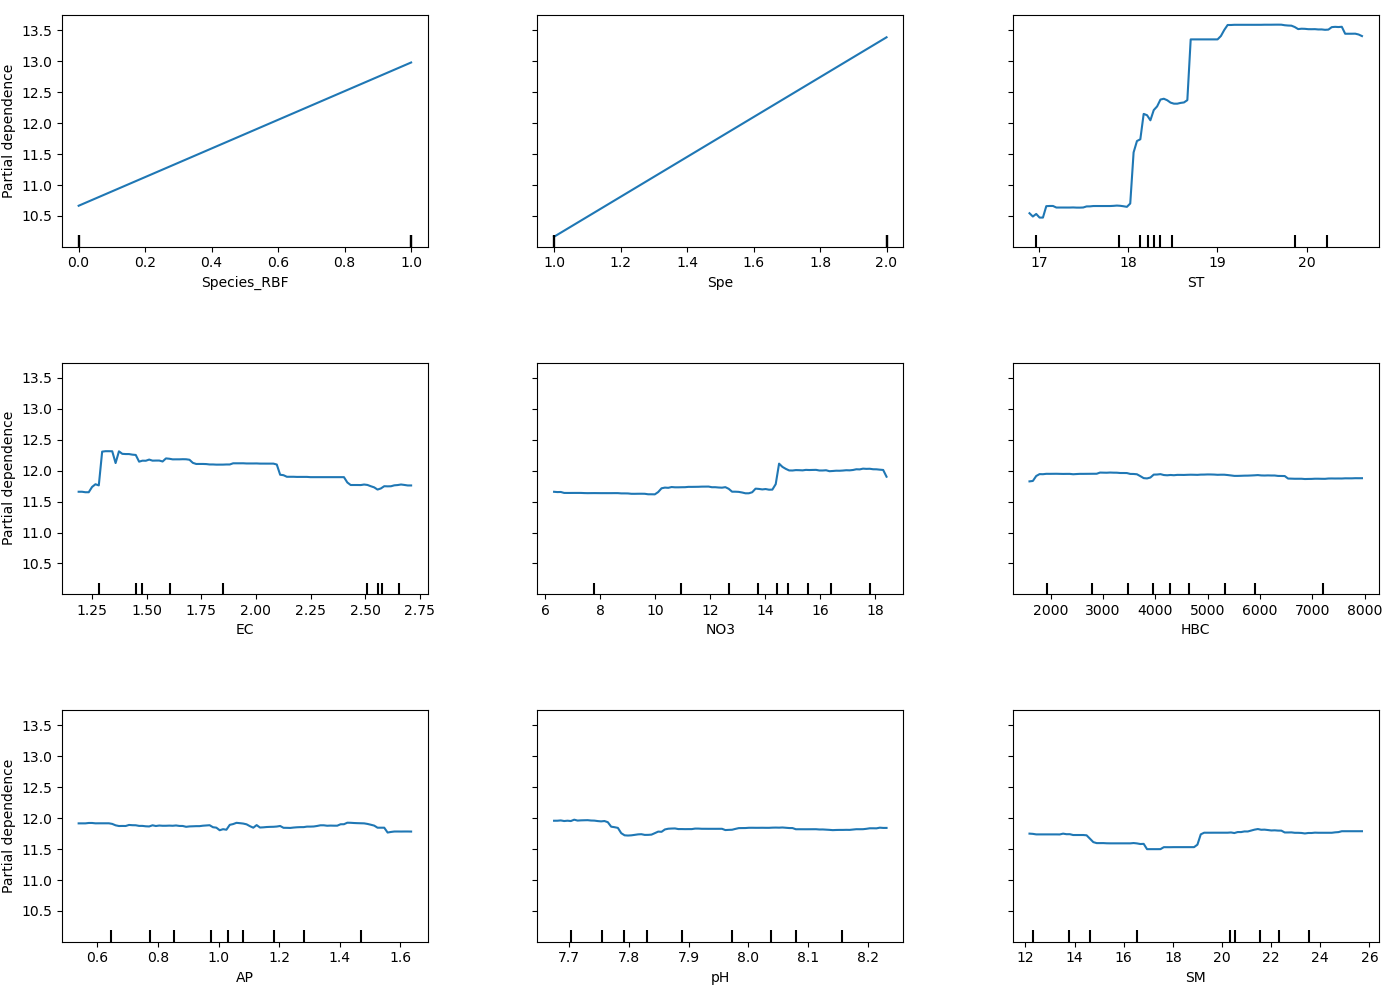 Partial dependence
13.5
13.0
12.5
12.0
11.5
11.0
10.5
0.0 0.2 0.4 0.6 0.8 1.0
Species_RBF
1.0 1.2 1.4 1.6 1.8 2.0
Spe
17 18 19 20
ST
Partial dependence
13.5
13.0
12.5
12.0
11.5
11.0
10.5
1.25 1.50 1.75 2.00 2.25 2.50 2.75
EC
6 8 10 12 14 16 18
NO3
2000 3000 4000 5000 6000 7000 8000
HBC
Partial dependence
13.5
13.0
12.5
12.0
11.5
11.0
10.5
0.6 0.8 1.0 1.2 1.4 1.6
AP
7.7 7.8 7.9 8.0 8.1 8.2
pH
12 14 16 18 20 22 24 26
SM